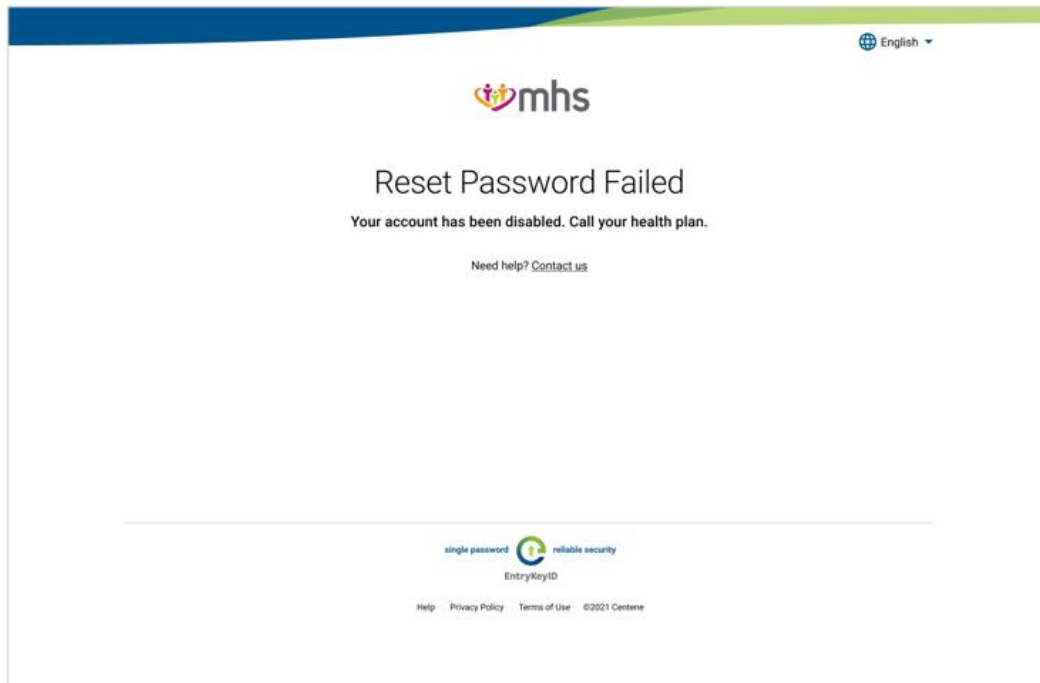 English
mhs
Reset Password Failed
Your account has been disabled. Call your health plan.
Need help? Contact us
single password reliable security
EntryKeyID
Help Privacy Policy Terms of Use ©2021 Centene